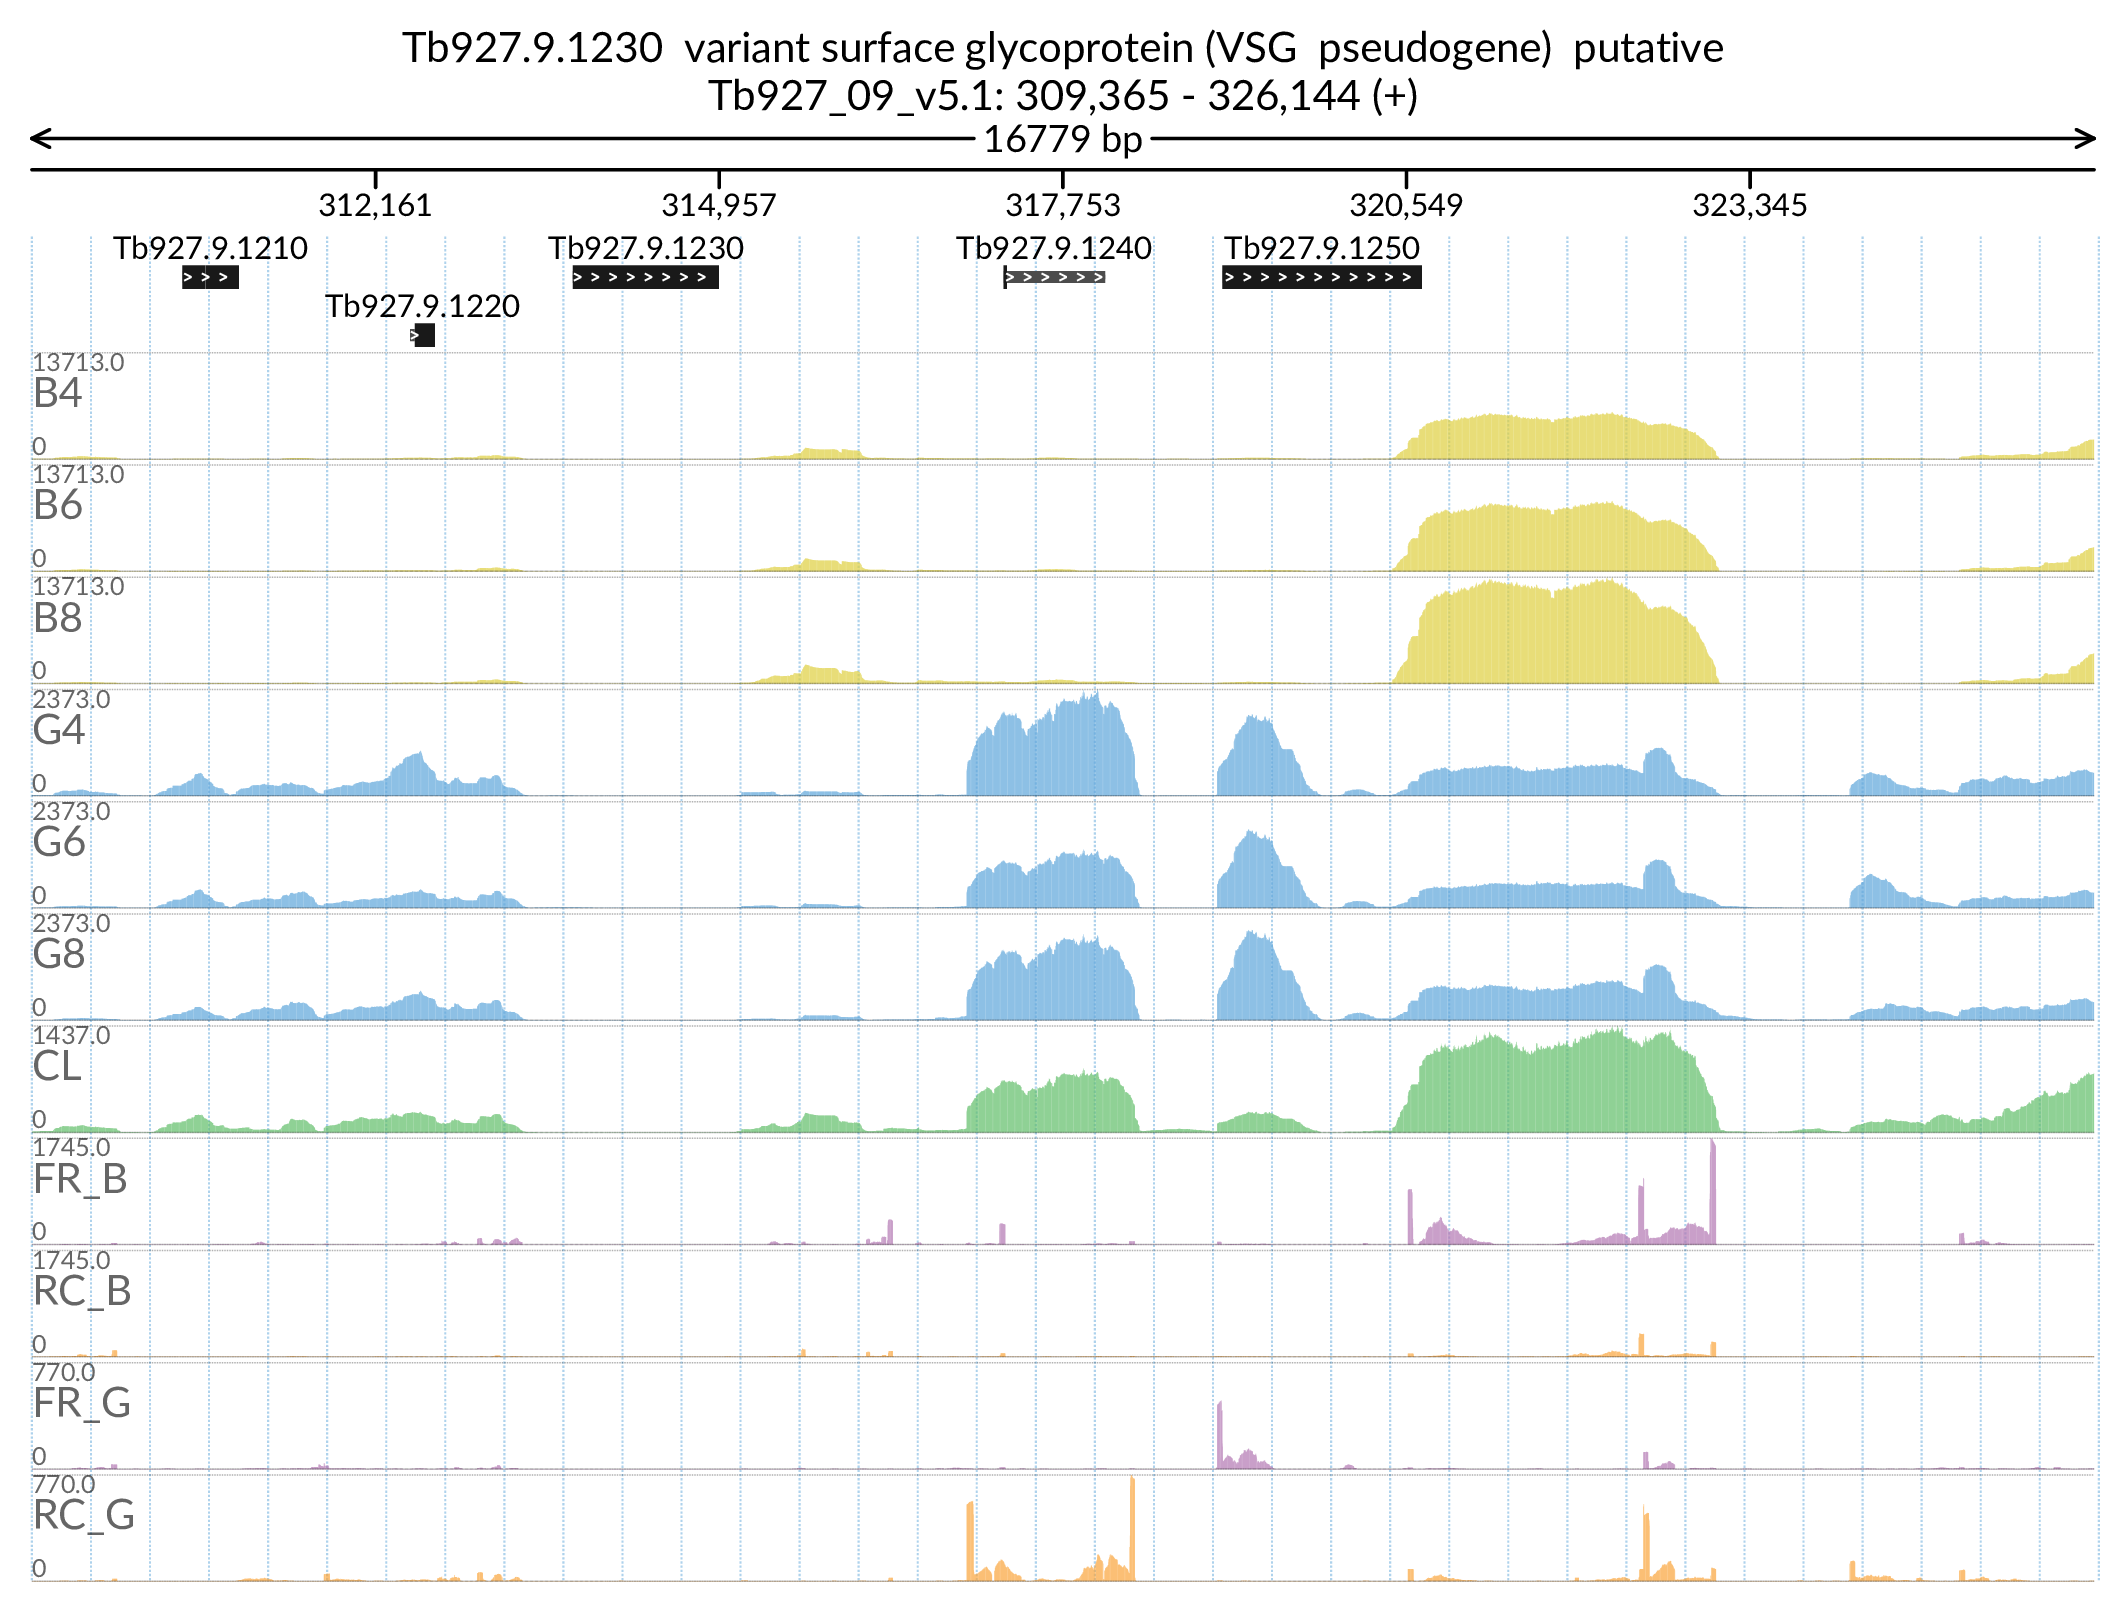 Tb927.9.1230 variant surface glycoprotein (VSG pseudogene) putative
Tb927_09_v5.1: 309,365 - 326,144 (+)
16779 bp
312,161 314,957 317,753 320,549 323,345
Tb927.9.1210 Tb927.9.1230 Tb927.9.1240 Tb927.9.1250
Tb927.9.1220
13713.0
B4
0
13713.0
B6
0
13713.0
B8
0
2373.0
G4
0
2373.0
G6
0
2373.0
G8
0
1437.0
CL
0
1745.0
FR_B
0
1745.0
RC_B
0
770.0
FR_G
0
770.0
RC_G
0